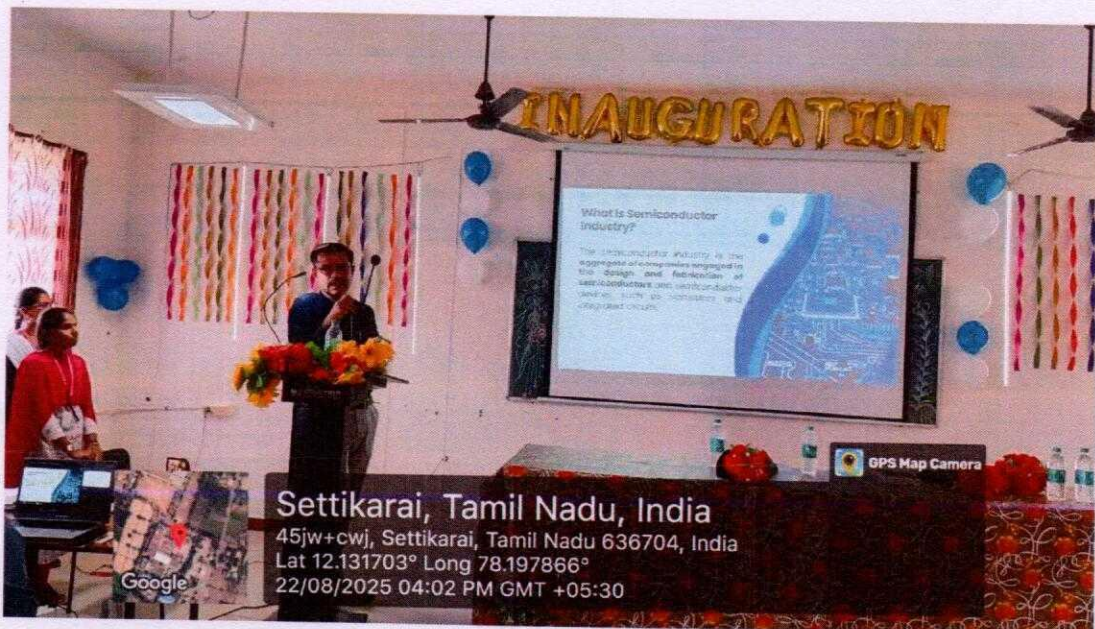 INAUGURATION
What is Semiconductor
Industry?
The semiconductor industry is the
aggregate of companies engaged in
the design and fabrication of
semiconductors and semiconductor
devices, such as transistors and
integrated circuits.
GPS Map Camera
Settikarai, Tamil Nadu, India
45jw+cwj, Settikarai, Tamil Nadu 636704, India
Lat 12.131703° Long 78.197866°
22/08/2025 04:02 PM GMT +05:30
Google